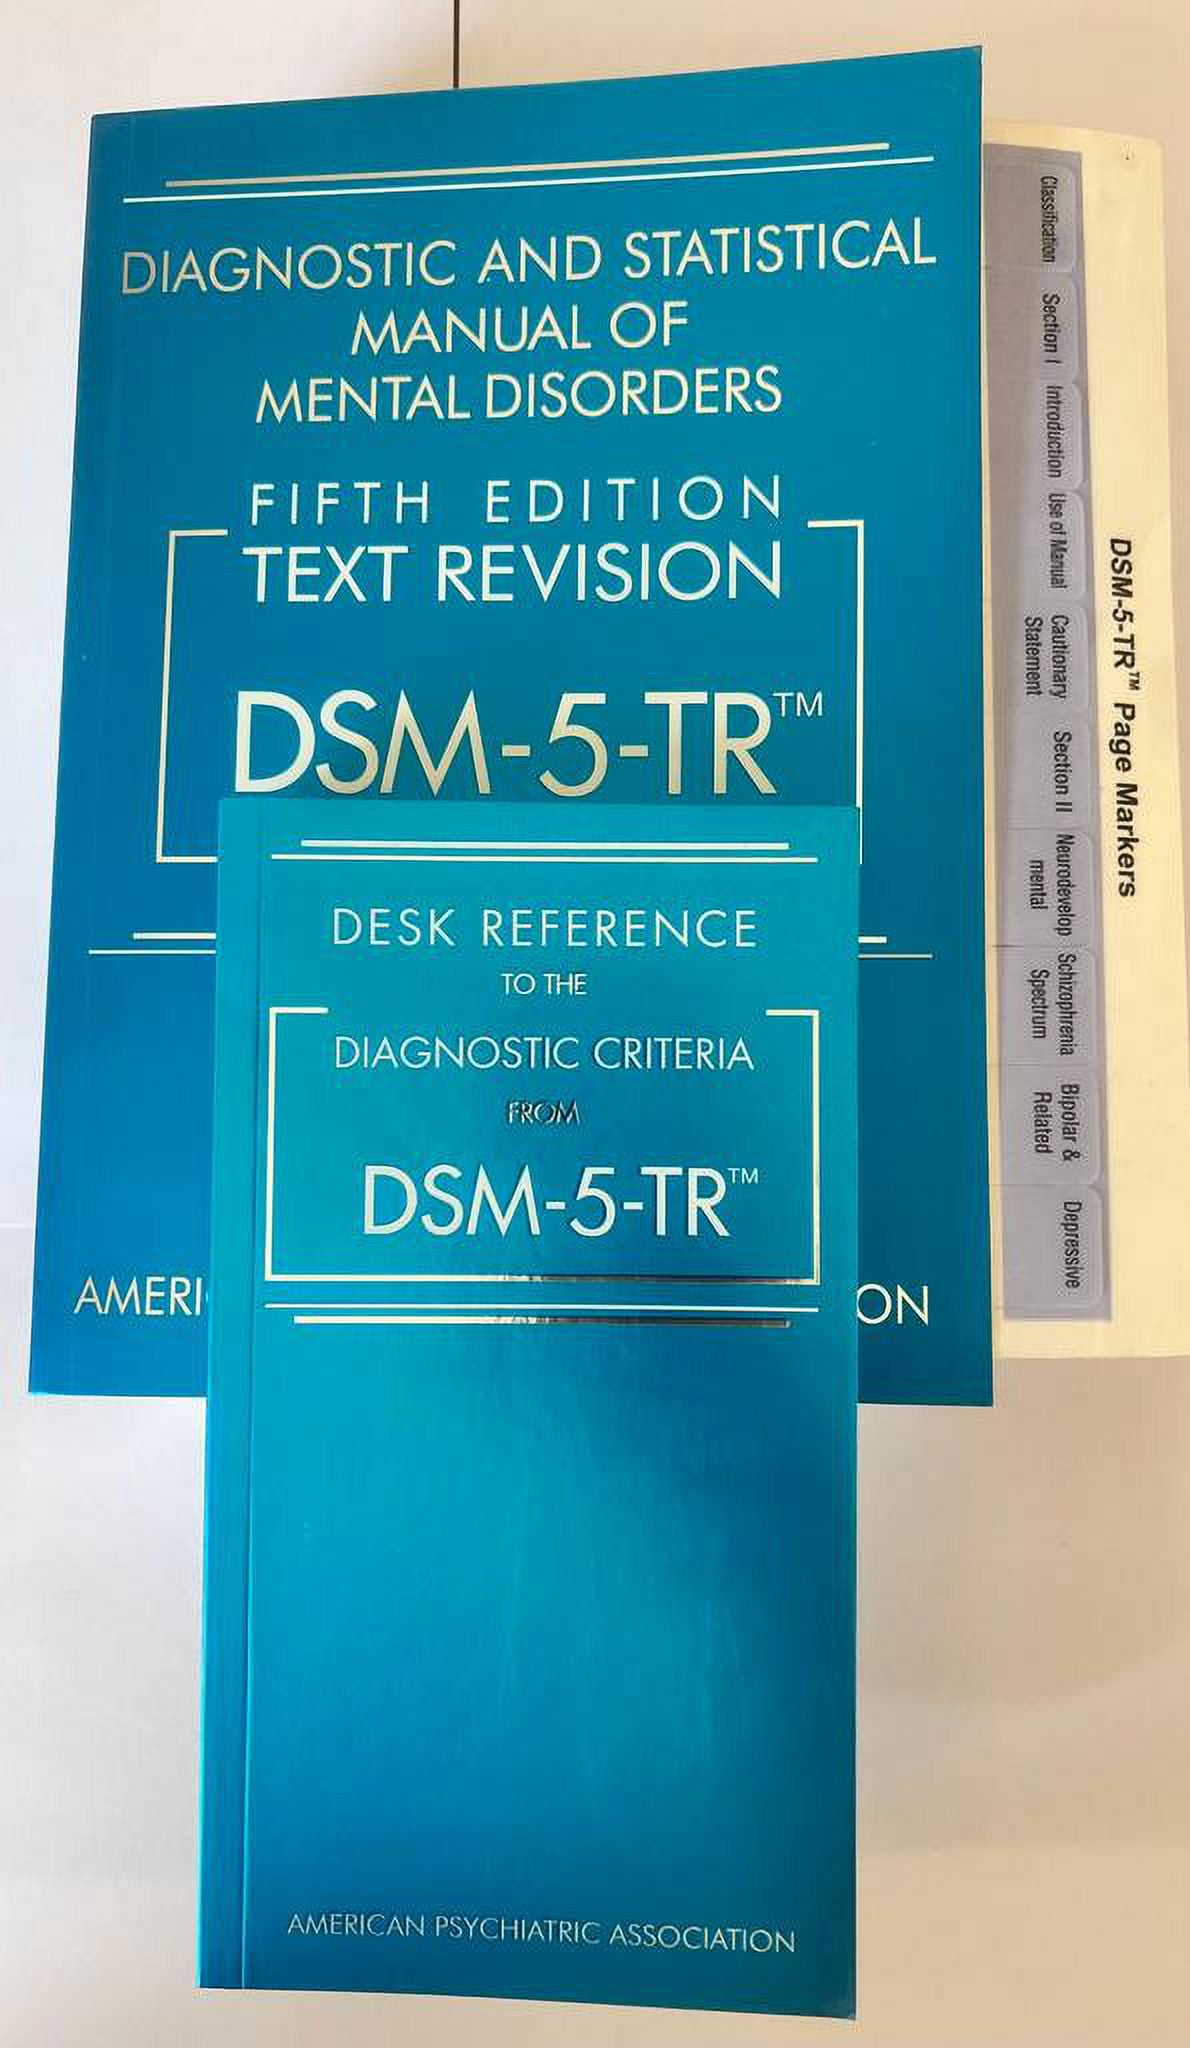 DIAGNOSTIC AND STATISTICAL
MANUAL OF
MENTAL DISORDERS
FIFTH EDITION
TEXT REVISION
DSM-5-TR™
AMERI
ON
DESK REFERENCE
TO THE
DIAGNOSTIC CRITERIA
FROM
DSM-5-TR™
AMERICAN PSYCHIATRIC ASSOCIATION
DSM-5-TR™ Page Markers
Classification
Section I
Introduction
Use of Manual
Cautionary
Statement
Section II
Neurodevelop
mental
Schizophrenia
Spectrum
Bipolar &
Related
Depressive